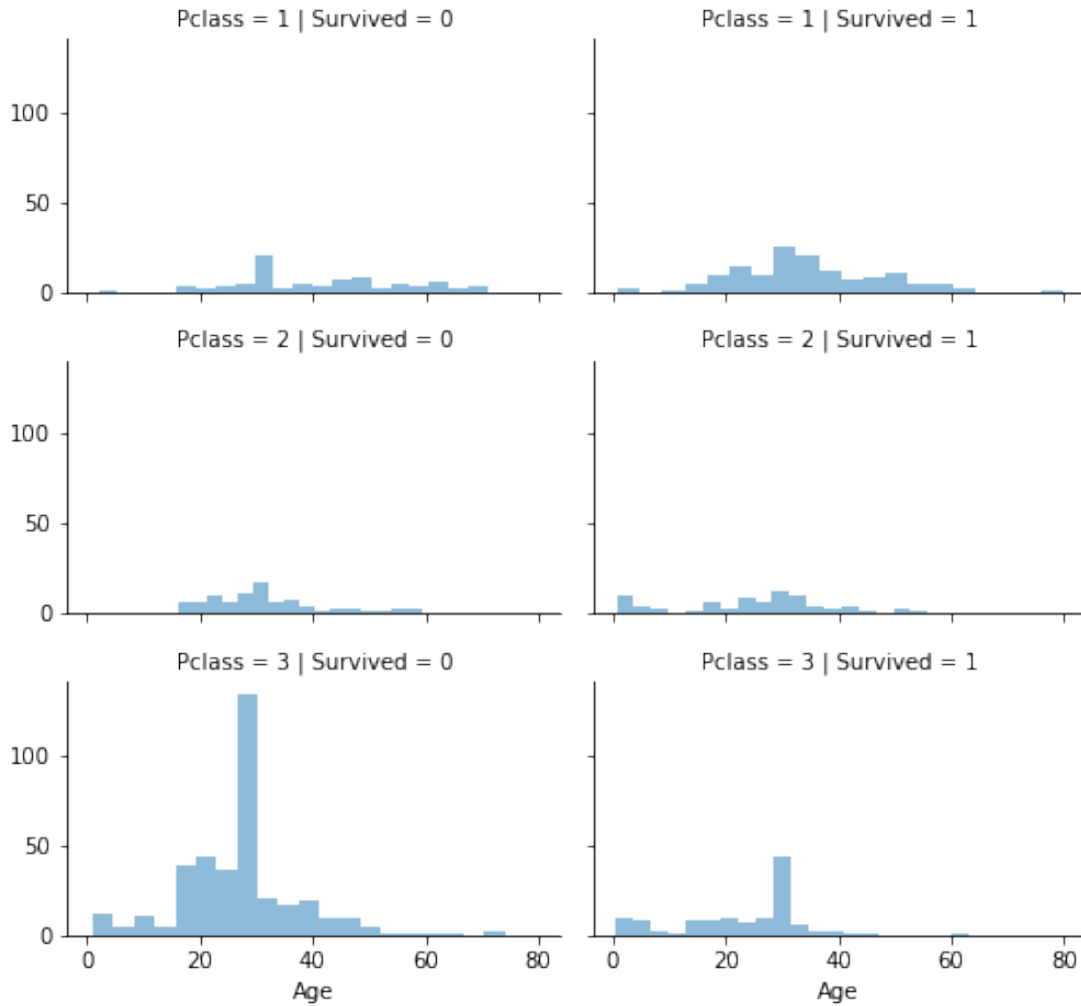 Pclass = 1 | Survived = 0
Pclass = 1 | Survived = 1
100
50
0
Pclass = 2 | Survived = 0
Pclass = 2 | Survived = 1
100
50
0
Pclass = 3 | Survived = 0
Pclass = 3 | Survived = 1
100
50
0
0 20 40 60 80
0 20 40 60 80
Age
Age